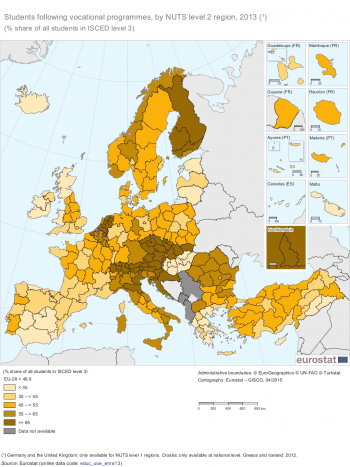 Students following vocational programmes, by NUTS level 2 region, 2013 (¹)
(% share of all students in ISCED level 3)
Guadeloupe (FR)
Martinique (FR)
Guyane (FR)
Réunion (FR)
Açores (PT)
Madeira (PT)
Canarias (ES)
Malta
Liechtenstein
eurostat
(% share of all students in ISCED level 3)
EU-28 = 48.9
< 35
35 – < 45
45 – < 55
55 – < 65
>= 65
Data not available
Administrative boundaries: © EuroGeographics © UN-FAO © Turkstat
Cartography: Eurostat – GISCO, 04/2015
0 200 400 600 800 km
(¹) Germany and the United Kingdom: only available for NUTS level 1 regions. Croatia: only available at national level. Greece and Iceland: 2012.
Source: Eurostat (online data code: educ_uoe_enra13)